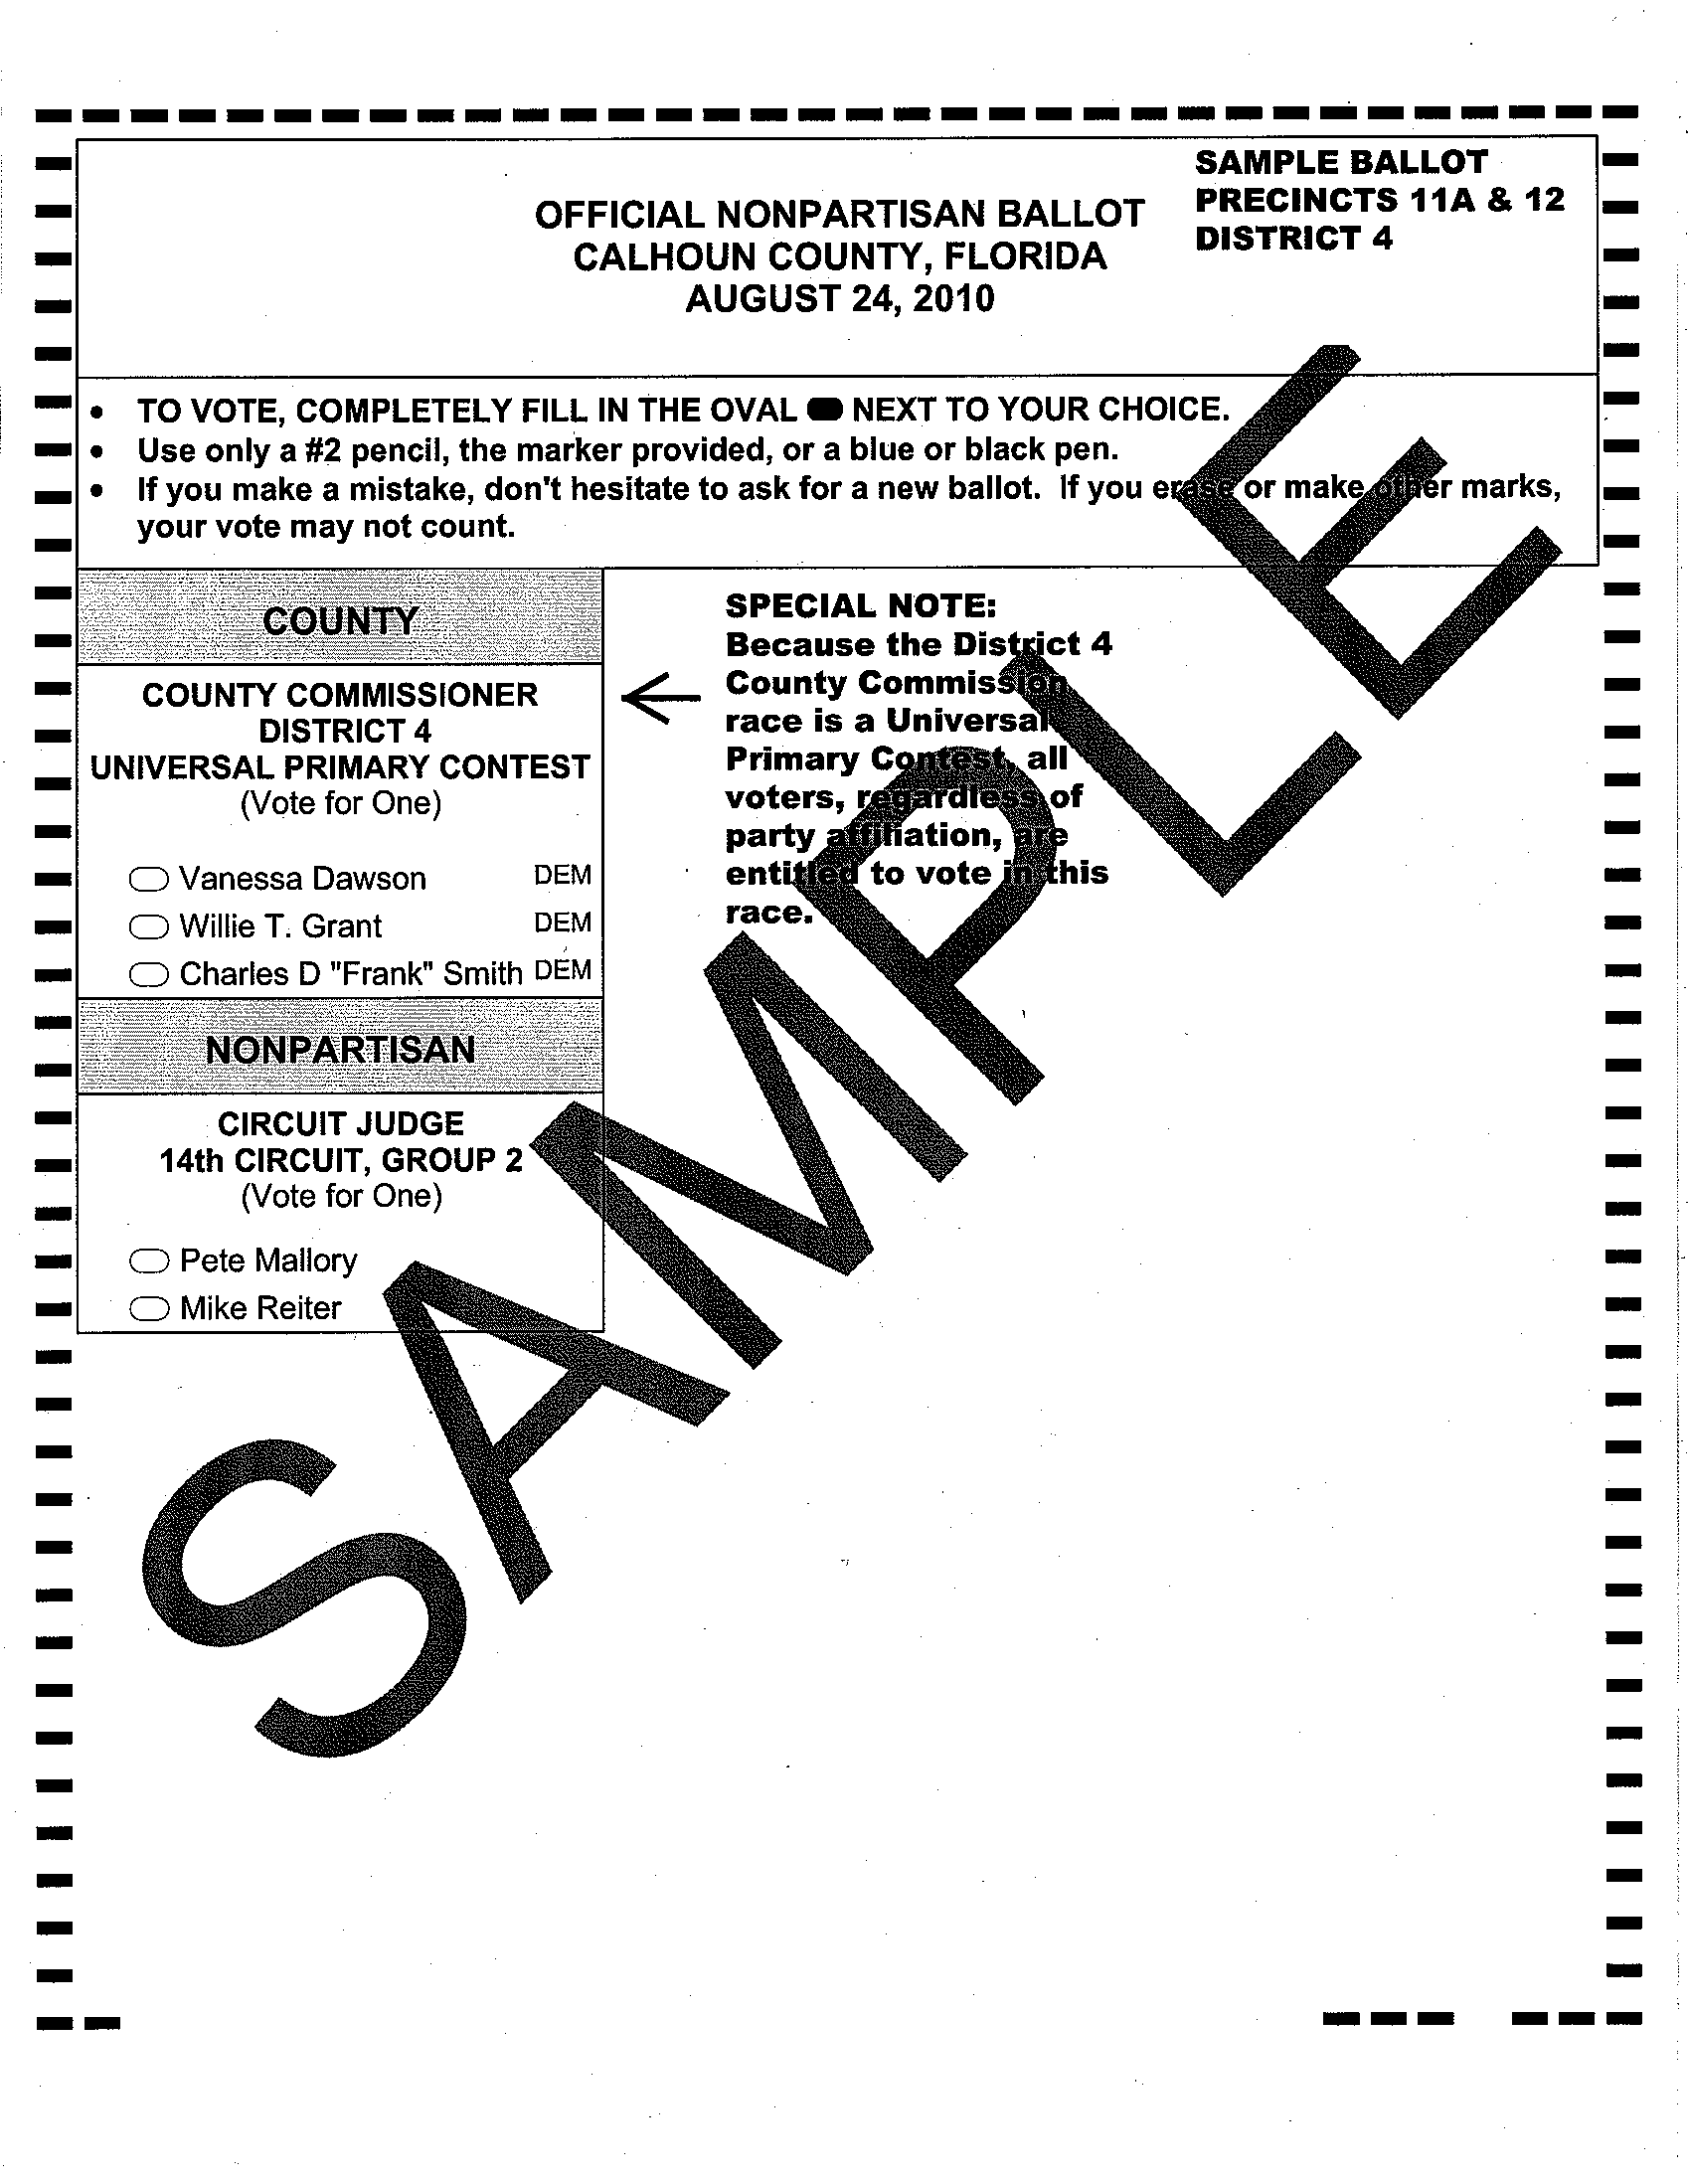 SAMPLE BALLOT
PRECINCTS 11A & 12
DISTRICT 4
OFFICIAL NONPARTISAN BALLOT
CALHOUN COUNTY, FLORIDA
AUGUST 24, 2010
• TO VOTE, COMPLETELY FILL IN THE OVAL NEXT TO YOUR CHOICE.
• Use only a #2 pencil, the marker provided, or a blue or black pen.
• If you make a mistake, don't hesitate to ask for a new ballot. If you erase or make other marks,
your vote may not count.
COUNTY
COUNTY COMMISSIONER
DISTRICT 4
UNIVERSAL PRIMARY CONTEST
(Vote for One)
Vanessa Dawson DEM
Willie T. Grant DEM
Charles D "Frank" Smith DEM
SPECIAL NOTE:
Because the District 4
County Commission
race is a Universal
Primary Contest, all
voters, regardless of
party affiliation, are
entitled to vote in this
race.
NONPARTISAN
CIRCUIT JUDGE
14th CIRCUIT, GROUP 2
(Vote for One)
Pete Mallory
Mike Reiter
SAMPLE